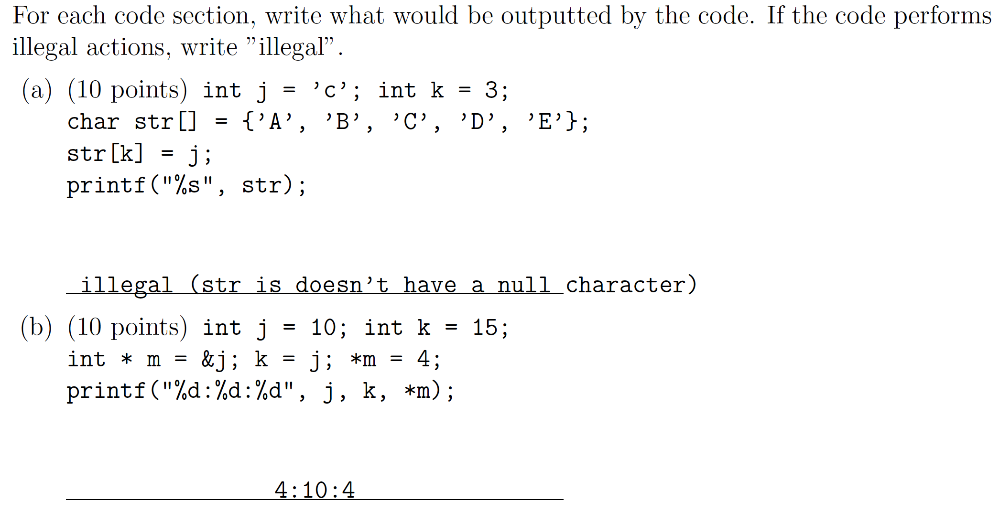 For each code section, write what would be outputted by the code. If the code performs
illegal actions, write ”illegal”.
(a) (10 points) int j = ’c’; int k = 3;
char str[] = {’A’, ’B’, ’C’, ’D’, ’E’};
str[k] = j;
printf("%s", str);
illegal (str is doesn’t have a null character)
(b) (10 points) int j = 10; int k = 15;
int * m = &j; k = j; *m = 4;
printf("%d:%d:%d", j, k, *m);
4:10:4